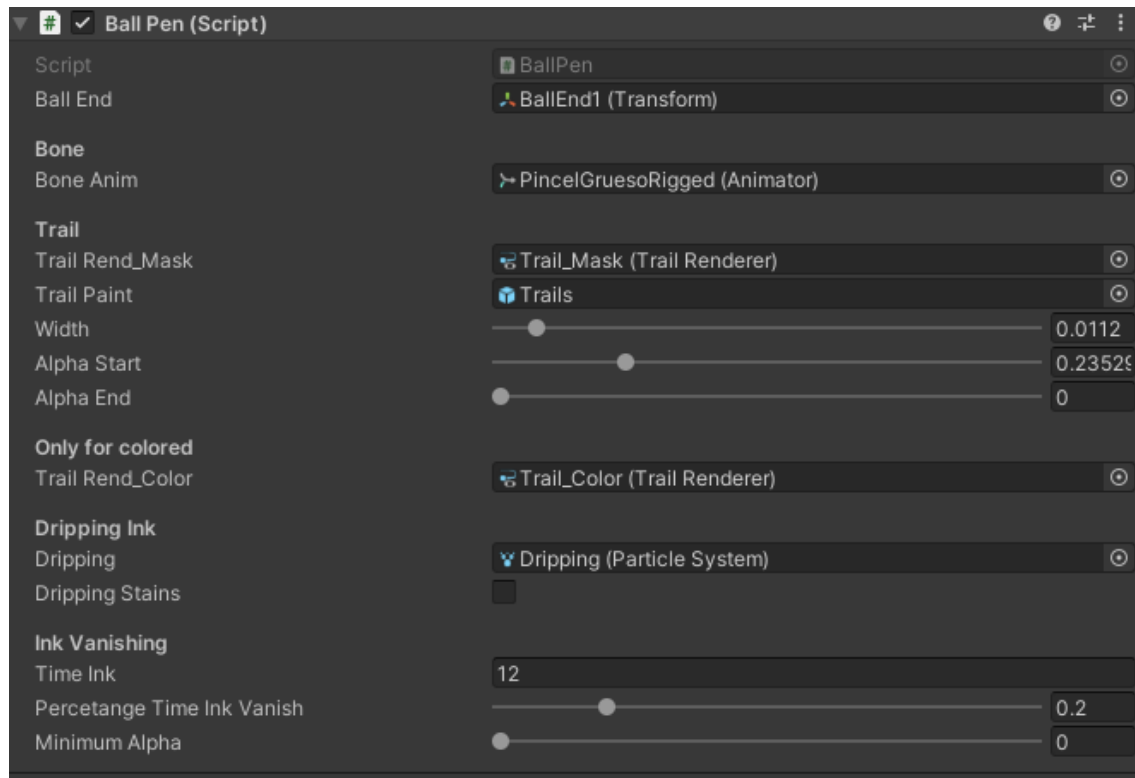 Ball Pen (Script)
Script BallPen
Ball End BallEnd1 (Transform)
Bone
Bone Anim PincelGruesoRigged (Animator)
Trail
Trail Rend_Mask Trail_Mask (Trail Renderer)
Trail Paint Trails
Width 0.0112
Alpha Start 0.23529
Alpha End 0
Only for colored
Trail Rend_Color Trail_Color (Trail Renderer)
Dripping Ink
Dripping Dripping (Particle System)
Dripping Stains
Ink Vanishing
Time Ink 12
Percetange Time Ink Vanish 0.2
Minimum Alpha 0